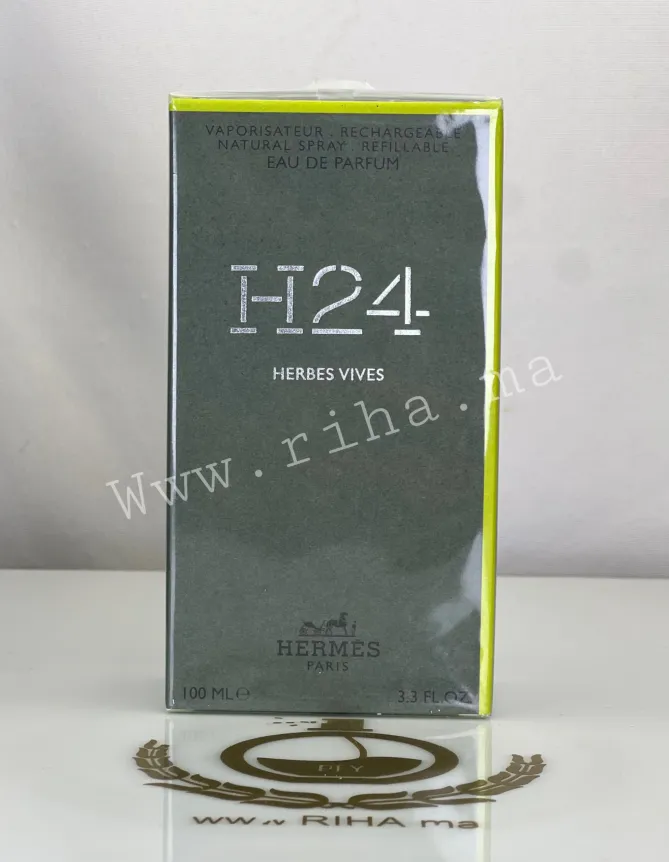 VAPORISATEUR . RECHARGEABLE
NATURAL SPRAY . REFILLABLE
EAU DE PARFUM
H24
HERBES VIVES
Www.riha.ma
HERMÈS
PARIS
100 ML℮
3.3 FL.OZ
www RIHA ma